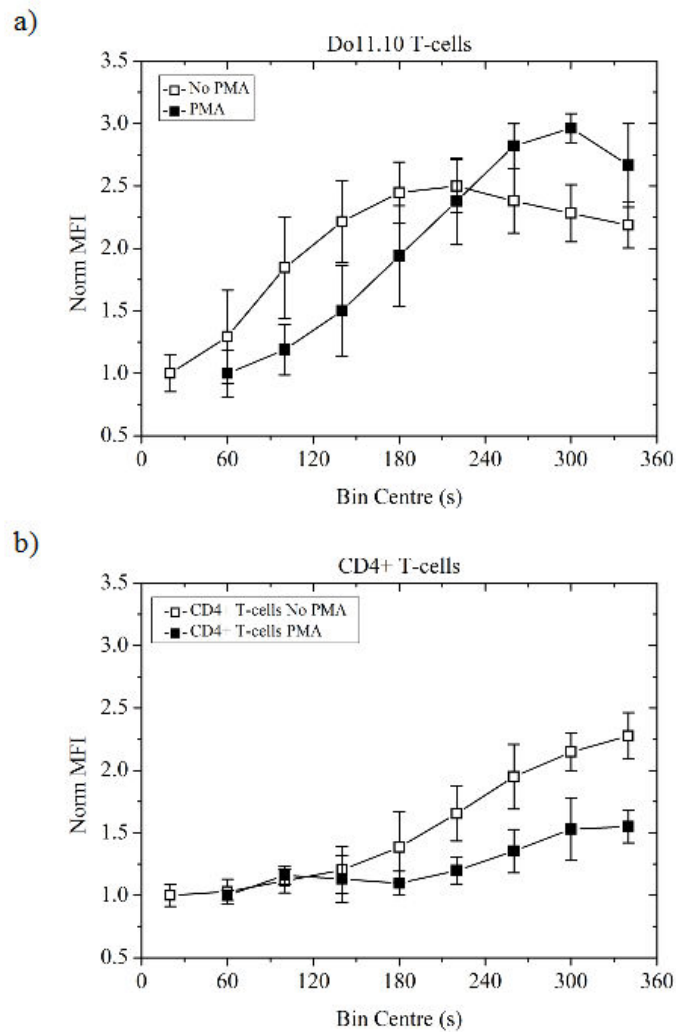 a)
Do11.10 T-cells
3.5
3.0
2.5
2.0
1.5
1.0
0.5
Norm MFI
-□- No PMA
-■- PMA
0 60 120 180 240 300 360
Bin Centre (s)
b)
CD4+ T-cells
3.5
3.0
2.5
2.0
1.5
1.0
0.5
Norm MFI
-□- CD4+ T-cells No PMA
-■- CD4+ T-cells PMA
0 60 120 180 240 300 360
Bin Centre (s)